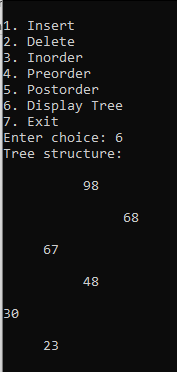 1. Insert
2. Delete
3. Inorder
4. Preorder
5. Postorder
6. Display Tree
7. Exit
Enter choice: 6
Tree structure:
98
68
67
48
30
23